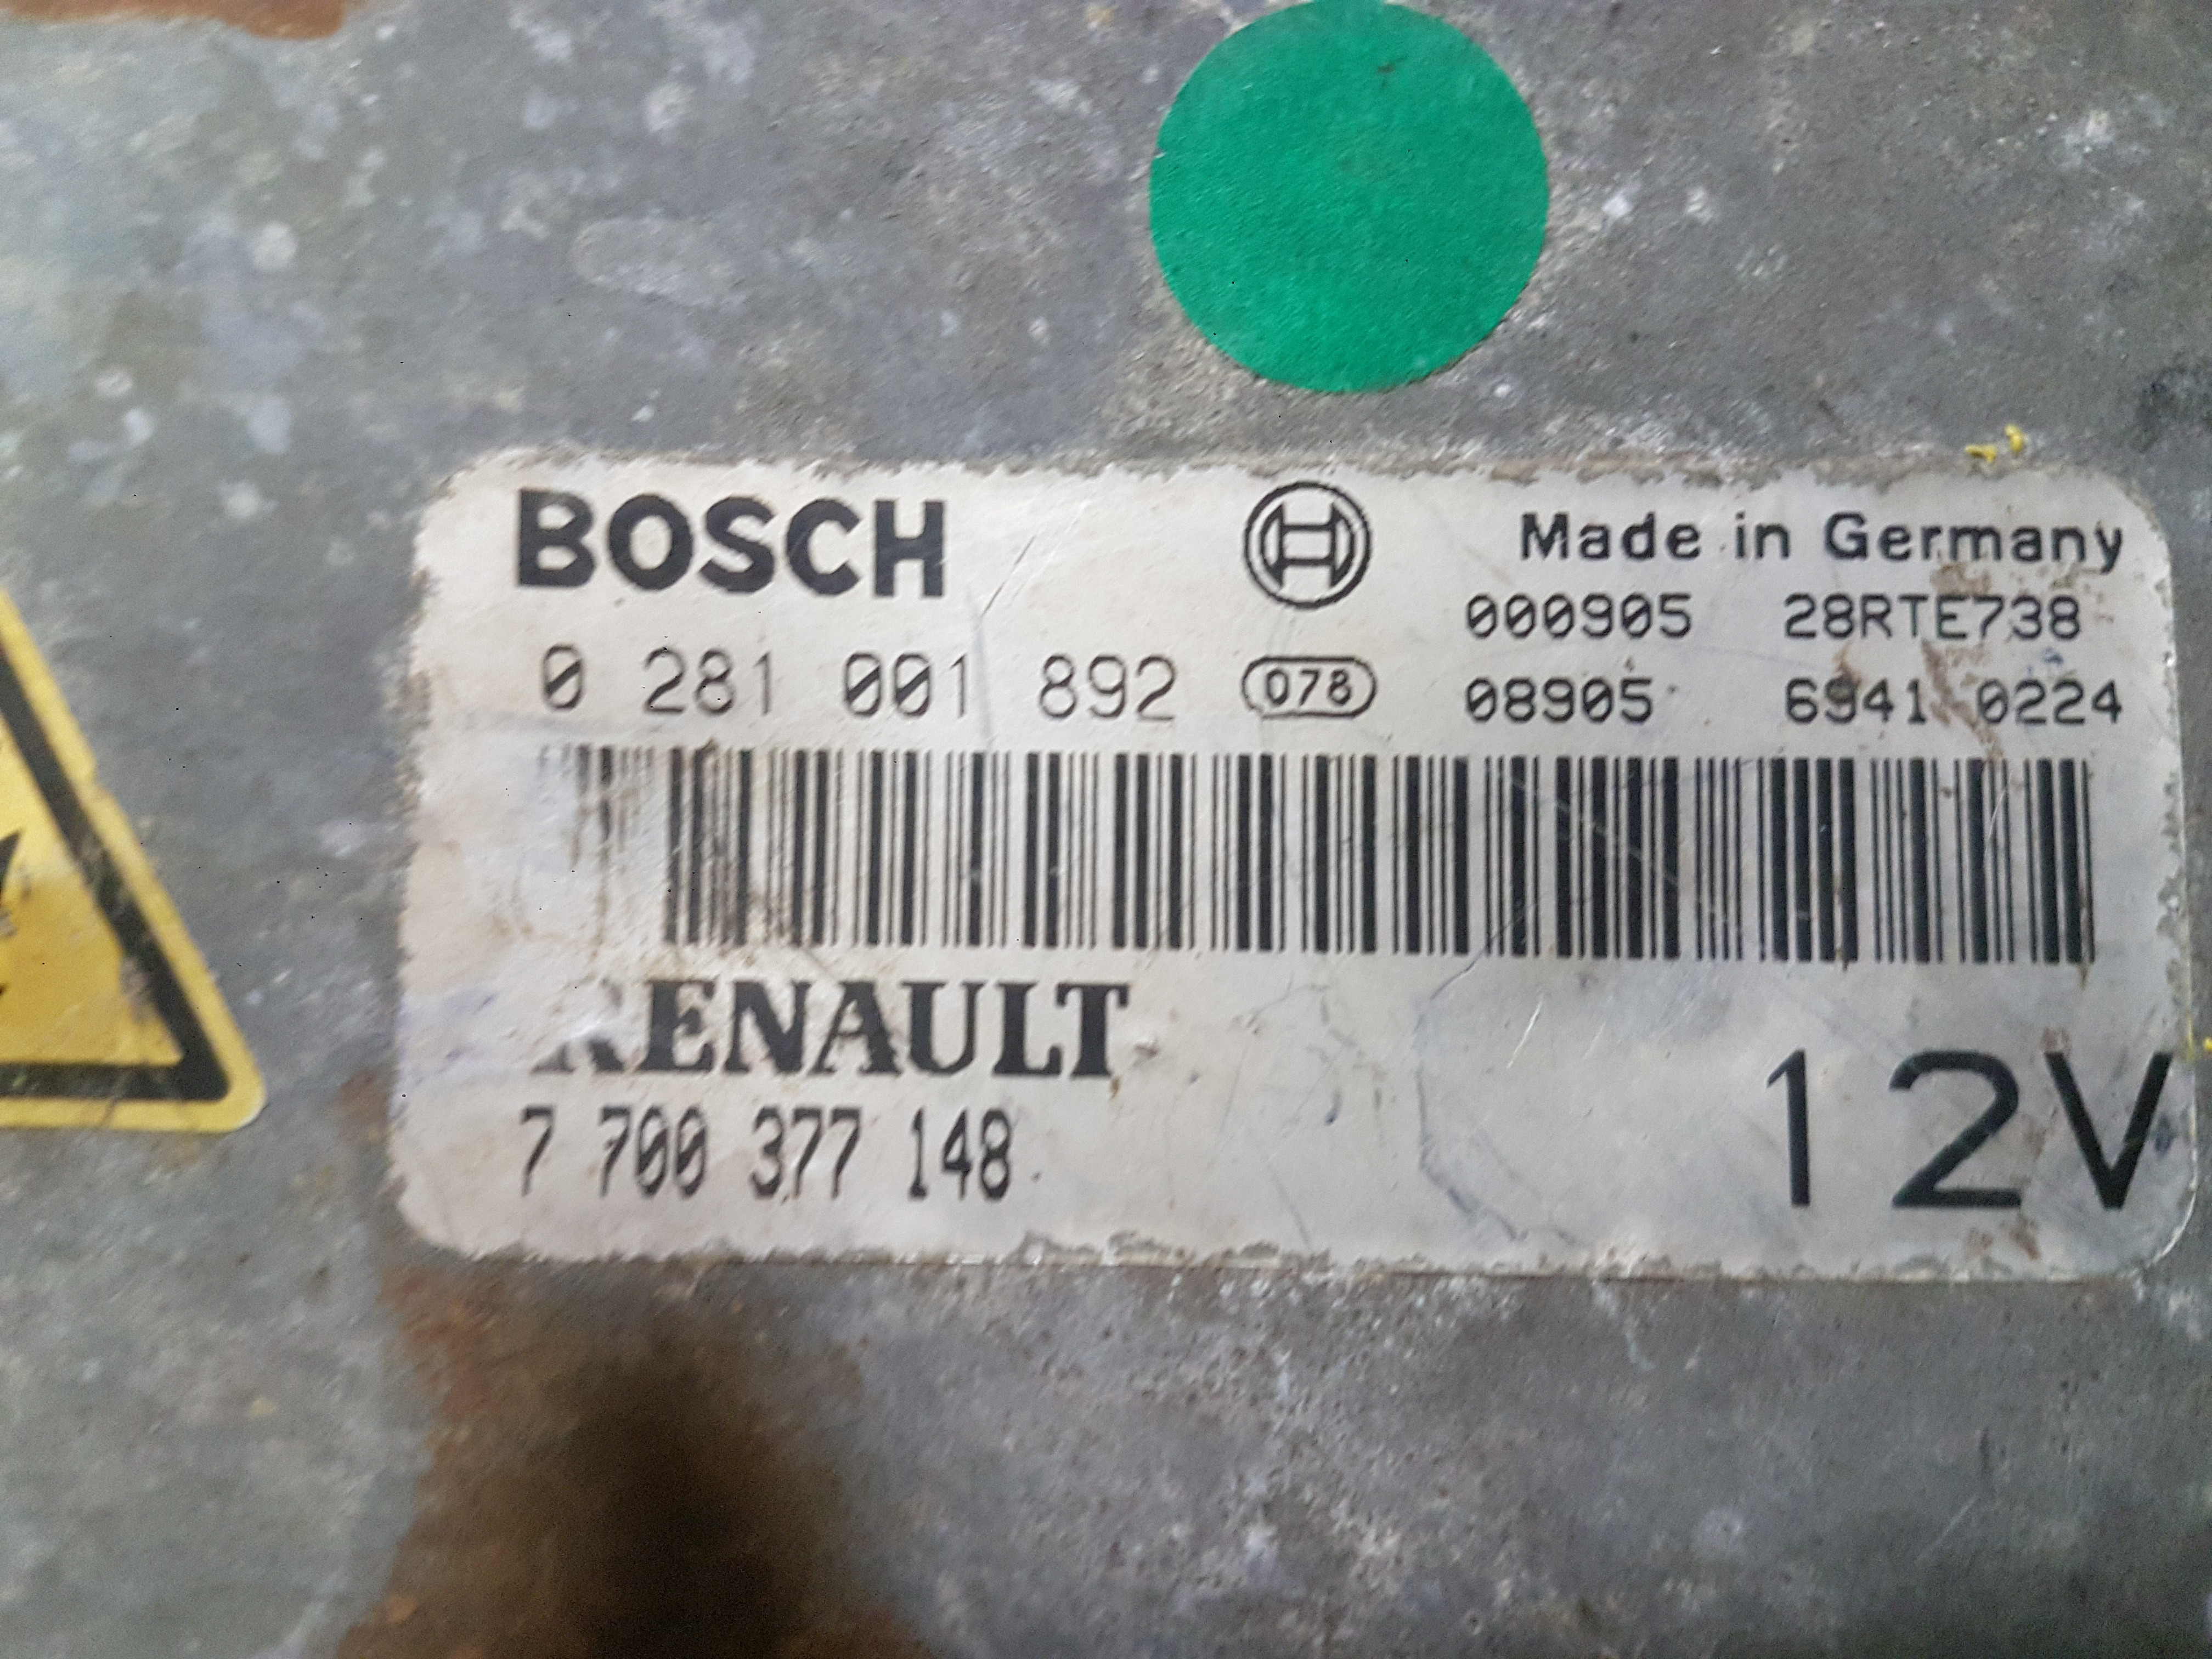 BOSCH Made in Germany
000905 28RTE738
0 281 001 892 078 08905 6941 0224
RENAULT
7 700 377 148
12V